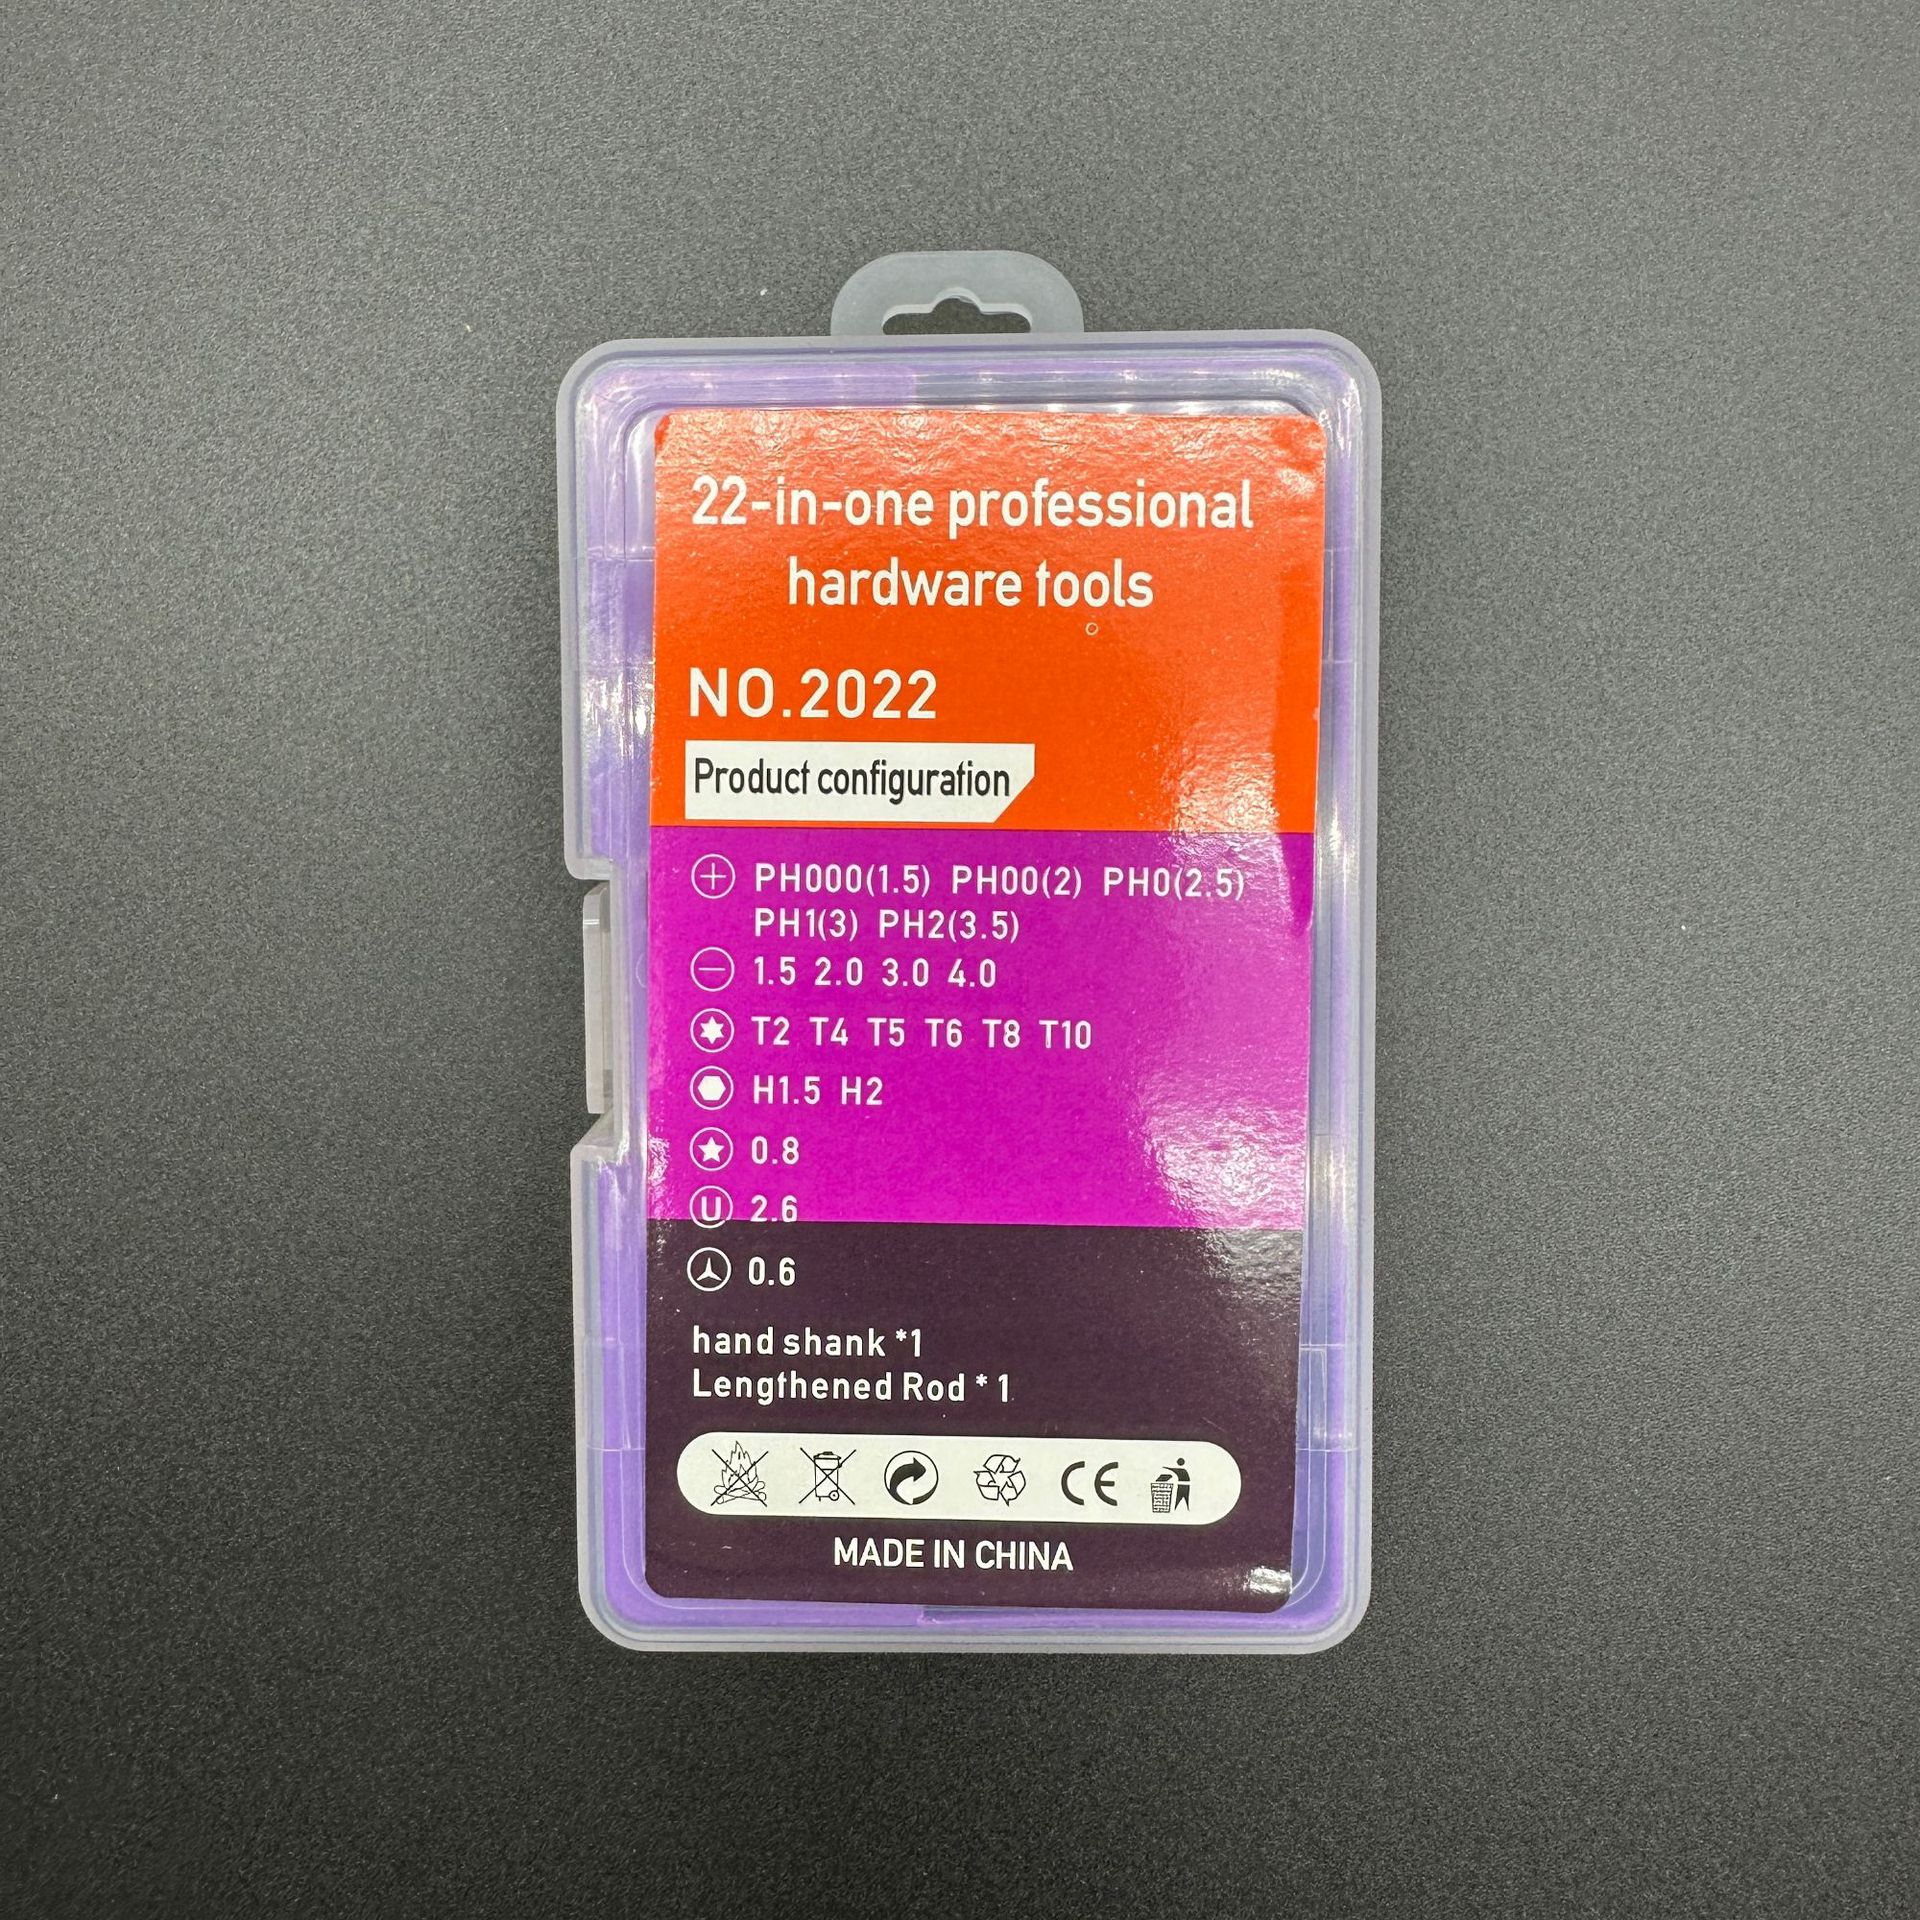 22-in-one professional
hardware tools
NO.2022
Product configuration
PH000(1.5) PH00(2) PH0(2.5)
PH1(3) PH2(3.5)
1.5 2.0 3.0 4.0
T2 T4 T5 T6 T8 T10
H1.5 H2
0.8
U 2.6
0.6
hand shank *1
Lengthened Rod * 1
CE
MADE IN CHINA